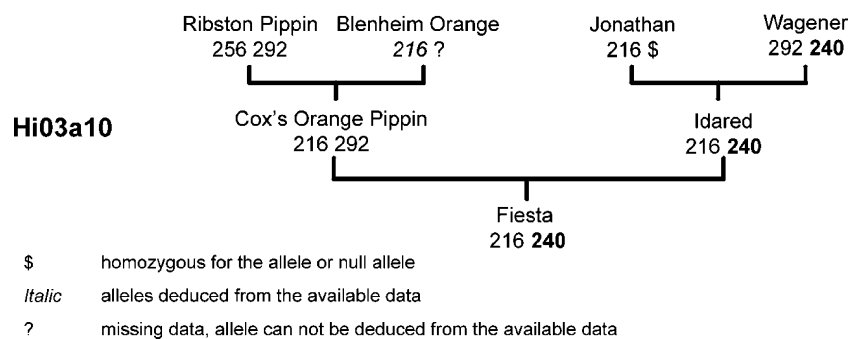 Ribston Pippin Blenheim Orange Jonathan Wagener
256 292 216 ? 216 $ 292 240
Hi03a10
Cox's Orange Pippin Idared
216 292 216 240
Fiesta
216 240
$ homozygous for the allele or null allele
Italic alleles deduced from the available data
? missing data, allele can not be deduced from the available data